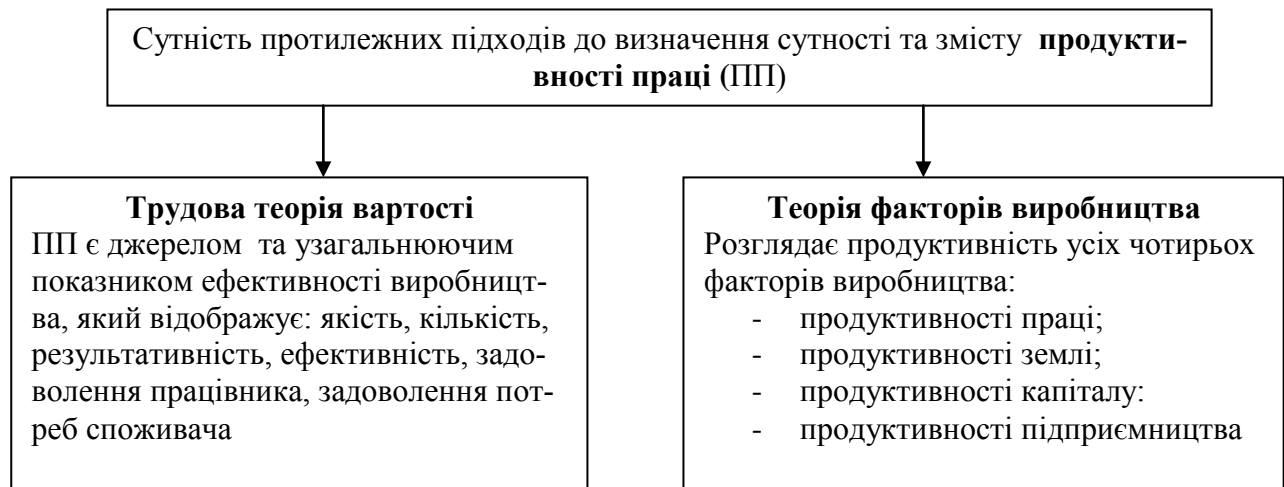 Сутність протилежних підходів до визначення сутності та змісту продукти-
вності праці (ПП)
Трудова теорія вартості
ПП є джерелом та узагальнюючим
показником ефективності виробницт-
ва, який відображує: якість, кількість,
результативність, ефективність, задо-
волення працівника, задоволення пот-
реб споживача
Теорія факторів виробництва
Розглядає продуктивність усіх чотирьох
факторів виробництва:
- продуктивності праці;
- продуктивності землі;
- продуктивності капіталу:
- продуктивності підприємництва